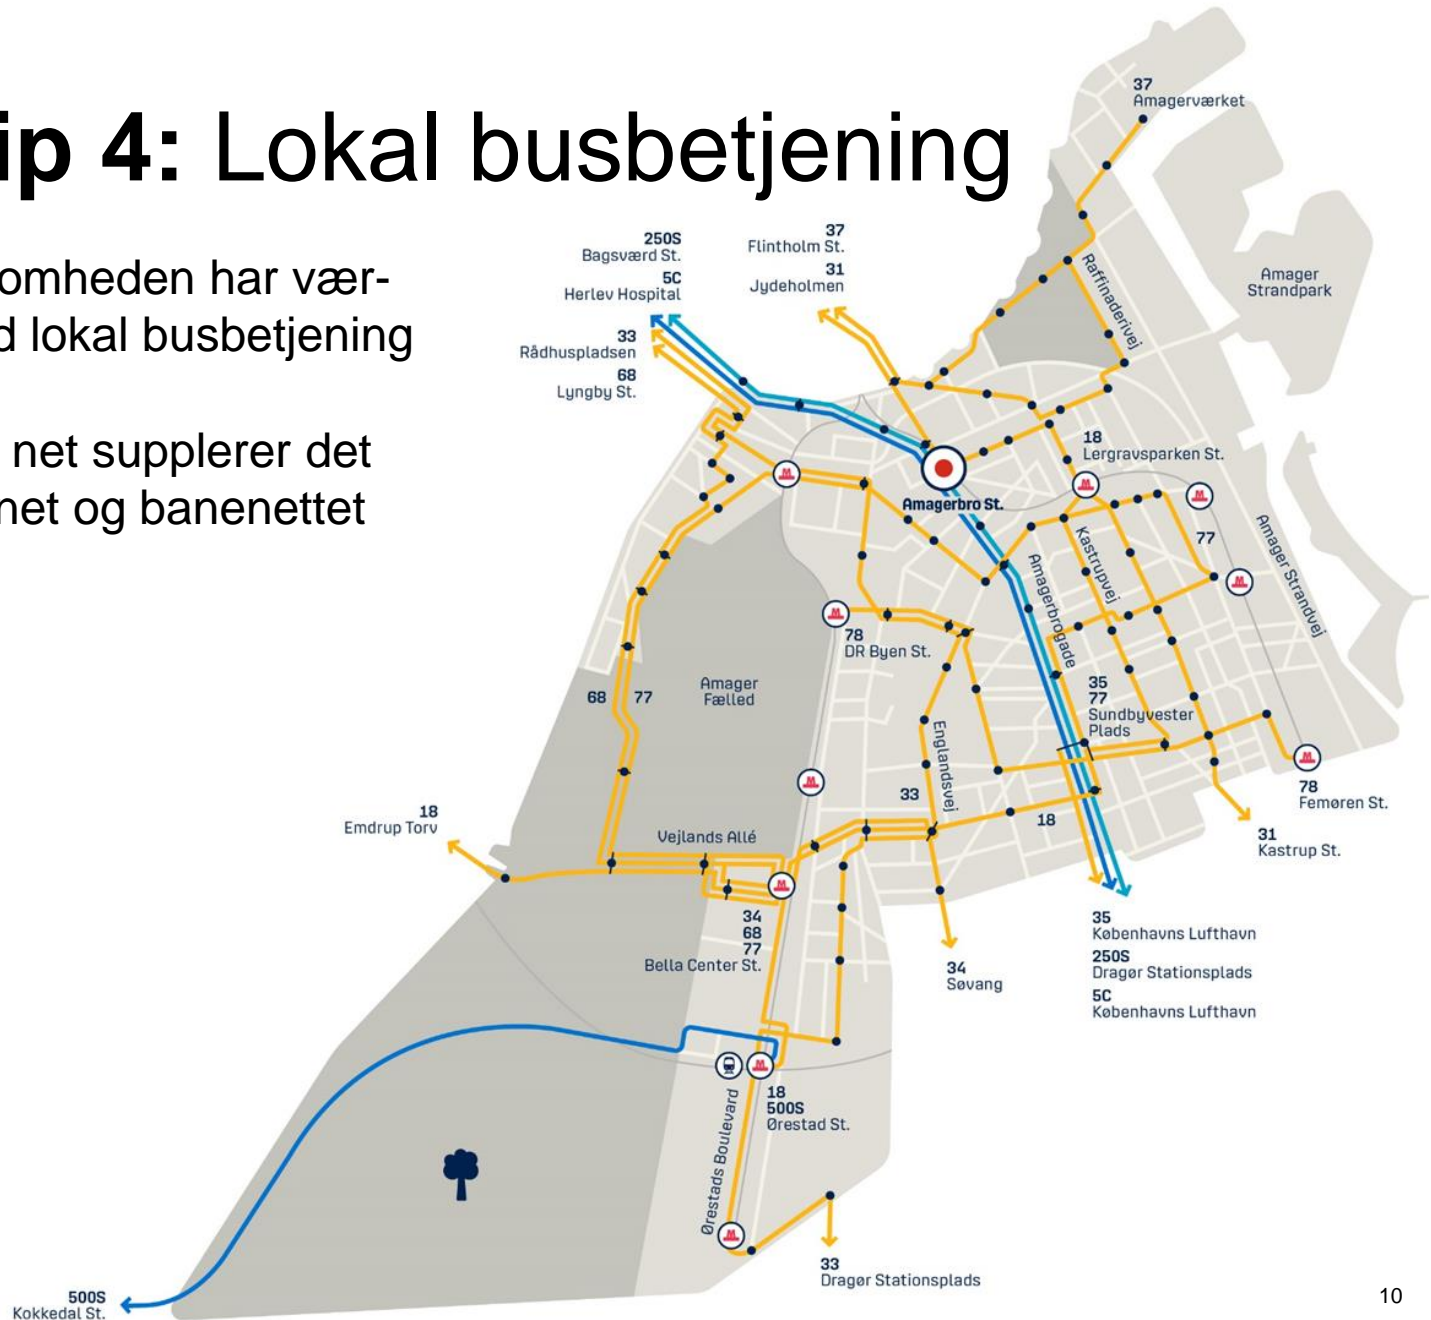 ip 4: Lokal busbetjening
omheden har vær-
d lokal busbetjening
net supplerer det
net og banenettet
37
Amagerværket
250S
Bagsværd St.
5C
Herlev Hospital
33
Rådhuspladsen
68
Lyngby St.
37
Flintholm St.
31
Jydeholmen
Raffinaderivej
Amager
Strandpark
18
Lergravsparken St.
Amagerbro St.
77
Kastrupvej
Amager Strandvej
Amagerbrogade
78
DR Byen St.
68
77
Amager
Fælled
35
77
Sundbyvester
Plads
Englandsvej
33
18
78
Femøren St.
31
Kastrup St.
18
Emdrup Torv
Vejlands Allé
34
68
77
Bella Center St.
34
Søvang
35
Københavns Lufthavn
250S
Dragør Stationsplads
5C
Københavns Lufthavn
18
500S
Ørestad St.
Ørestads Boulevard
33
Dragør Stationsplads
500S
Kokkedal St.
10